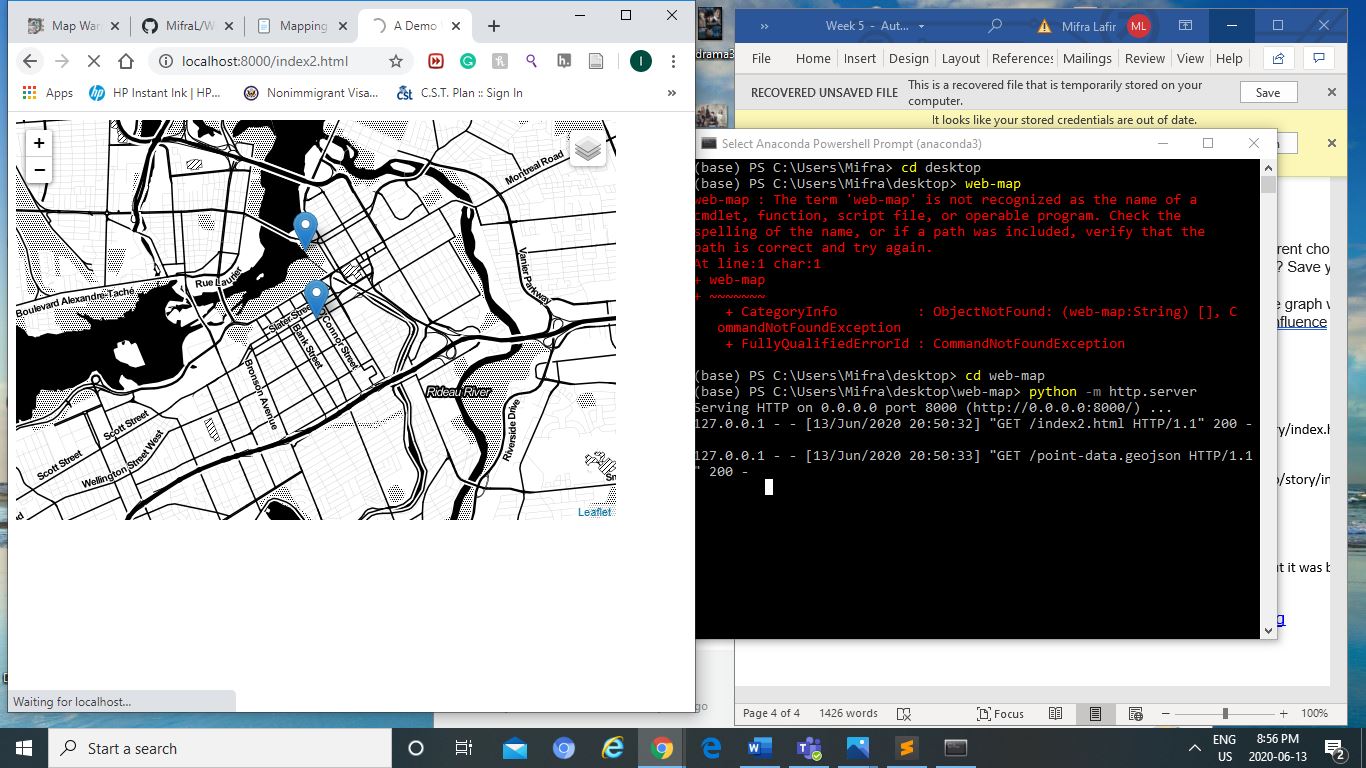 Map War
MifraL/W
Mapping
A Demo
localhost:8000/index2.html
Apps
HP Instant Ink | HP...
Nonimmigrant Visa...
C.S.T. Plan :: Sign In
»
+
−
Montreal Road
Vanier Parkway
Rue Laurier
Boulevard Alexandre-Taché
Slater Street
O'Connor Street
Bank Street
Bronson Avenue
Rideau River
Riverside Drive
Scott Street
Scott Street
Wellington Street West
Leaflet
Waiting for localhost...
drama3
» Week 5 - Aut... Mifra Lafir ML
File Home Insert Design Layout References Mailings Review View Help
RECOVERED UNSAVED FILE This is a recovered file that is temporarily stored on your
computer.
Save
It looks like your stored credentials are out of date.
Select Anaconda Powershell Prompt (anaconda3)
(base) PS C:\Users\Mifra> cd desktop
(base) PS C:\Users\Mifra\desktop> web-map
web-map : The term 'web-map' is not recognized as the name of a
cmdlet, function, script file, or operable program. Check the
spelling of the name, or if a path was included, verify that the
path is correct and try again.
At line:1 char:1
+ web-map
+ ~~~~~~~
+ CategoryInfo : ObjectNotFound: (web-map:String) [], C
ommandNotFoundException
+ FullyQualifiedErrorId : CommandNotFoundException
(base) PS C:\Users\Mifra\desktop> cd web-map
(base) PS C:\Users\Mifra\desktop\web-map> python -m http.server
Serving HTTP on 0.0.0.0 port 8000 (http://0.0.0.0:8000/) ...
127.0.0.1 - - [13/Jun/2020 20:50:32] "GET /index2.html HTTP/1.1" 200 -
127.0.0.1 - - [13/Jun/2020 20:50:33] "GET /point-data.geojson HTTP/1.1
" 200 -
rent cho
? Save y
e graph v
nfluence
ry/index.h
o/story/in
ut it was b
g
go
Page 4 of 4 1426 words Focus 100%
Start a search
ENG
US
8:56 PM
2020-06-13
2